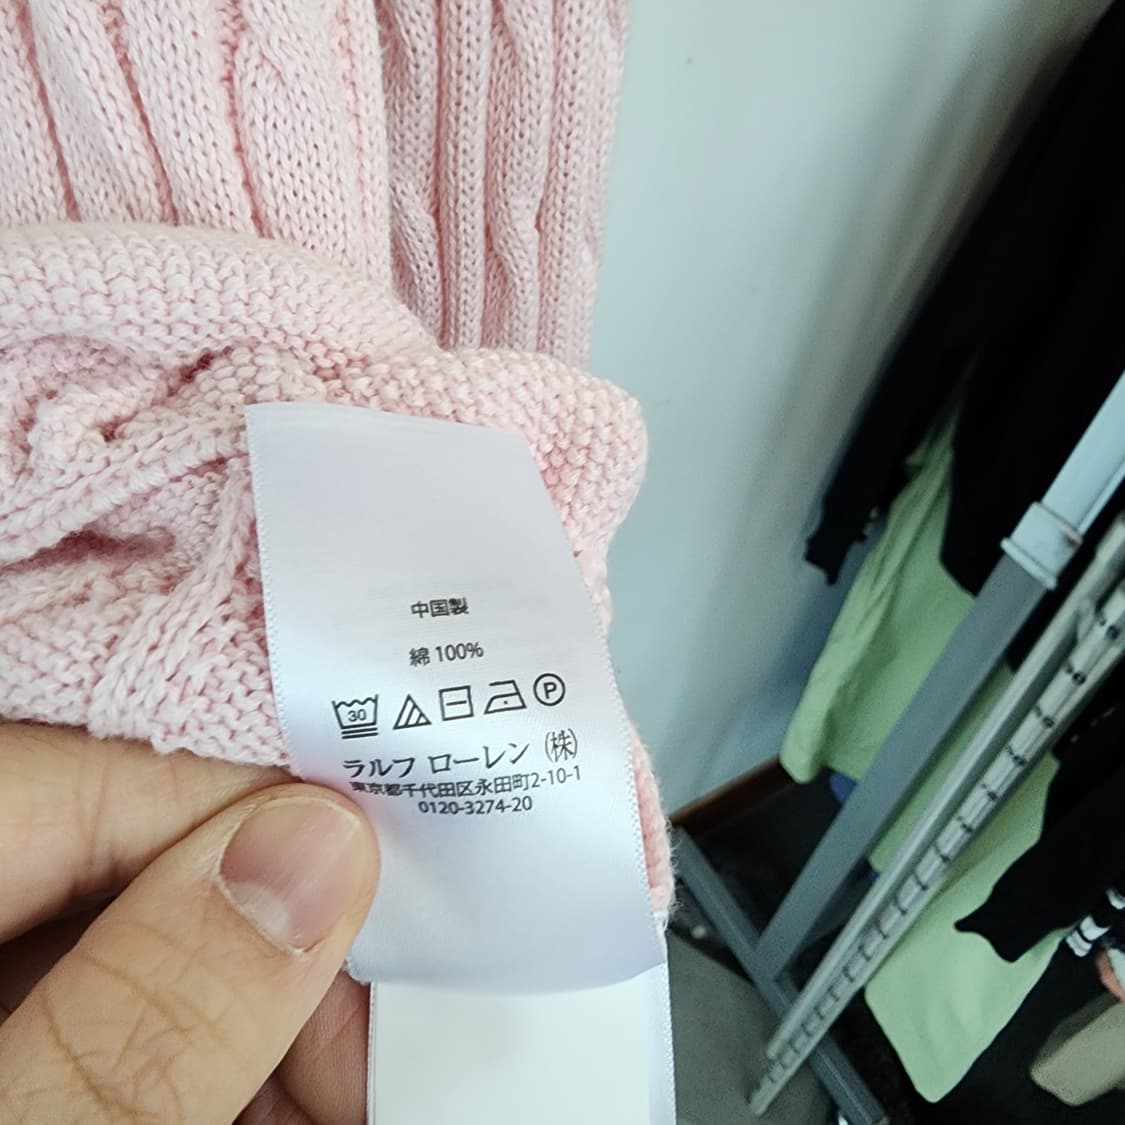 中国製
綿 100%
30 P
ラルフ ローレン ㈱
東京都千代田区永田町2-10-1
0120-3274-20